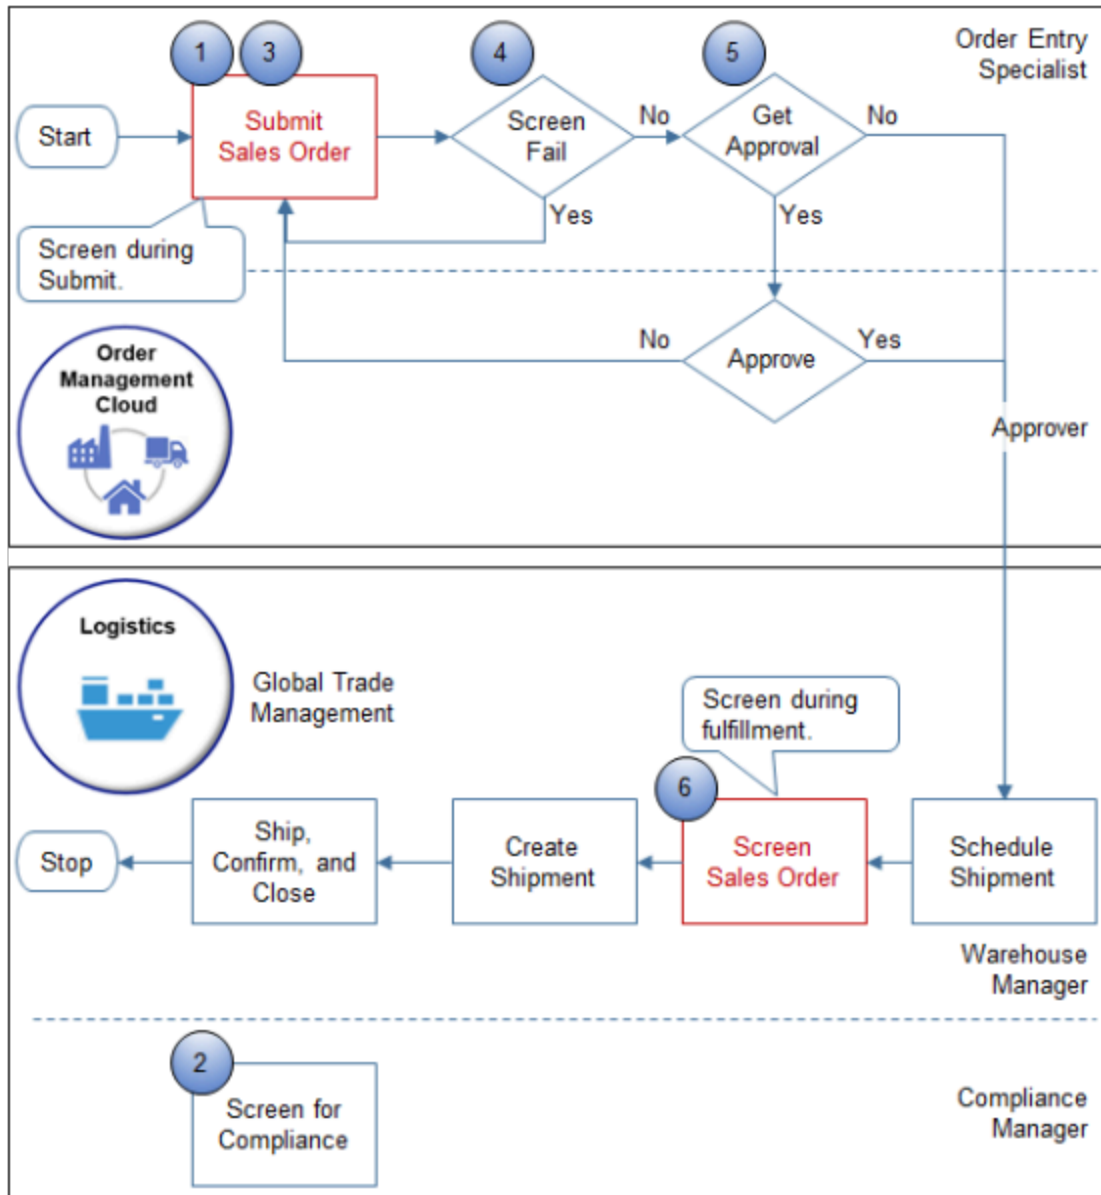 1
3
4
5
Order Entry
Specialist
Start
Submit
Sales Order
Screen
Fail
No
Get
Approval
No
Yes
Yes
Screen during
Submit.
No
Approve
Yes
Order
Management
Cloud
Approver
Logistics
Global Trade
Management
Screen during
fulfillment.
6
Stop
Ship,
Confirm, and
Close
Create
Shipment
Screen
Sales Order
Schedule
Shipment
Warehouse
Manager
2
Screen for
Compliance
Compliance
Manager